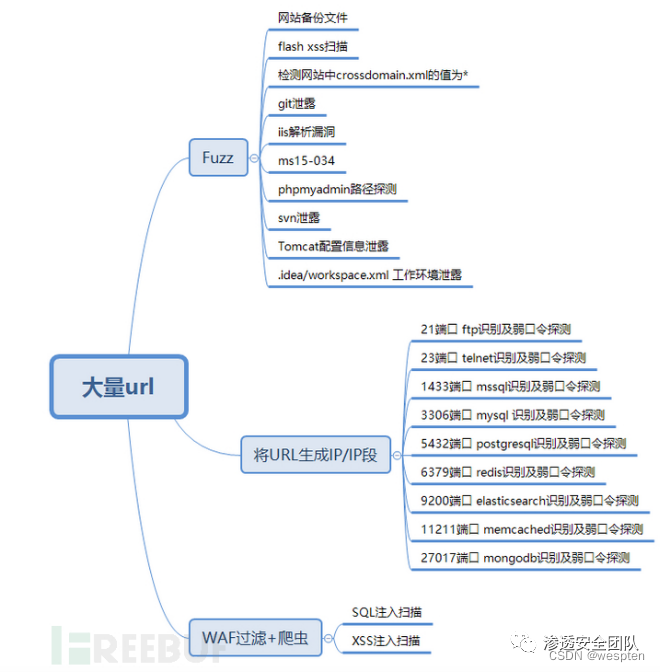 网站备份文件
flash xss扫描
检测网站中crossdomain.xml的值为*
git泄露
iis解析漏洞
Fuzz
ms15-034
phpmyadmin路径探测
svn泄露
Tomcat配置信息泄露
.idea/workspace.xml 工作环境泄露
大量url
21端口 ftp识别及弱口令探测
23端口 telnet识别及弱口令探测
1433端口 mssql识别及弱口令探测
3306端口 mysql 识别及弱口令探测
将URL生成IP/IP段
5432端口 postgresql识别及弱口令探测
6379端口 redis识别及弱口令探测
9200端口 elasticsearch识别及弱口令探测
11211端口 memcached识别及弱口令探测
27017端口 mongodb识别及弱口令探测
WAF过滤+爬虫
SQL注入扫描
XSS注入扫描
FREEBUF
渗透安全团队
CSDN @wespten